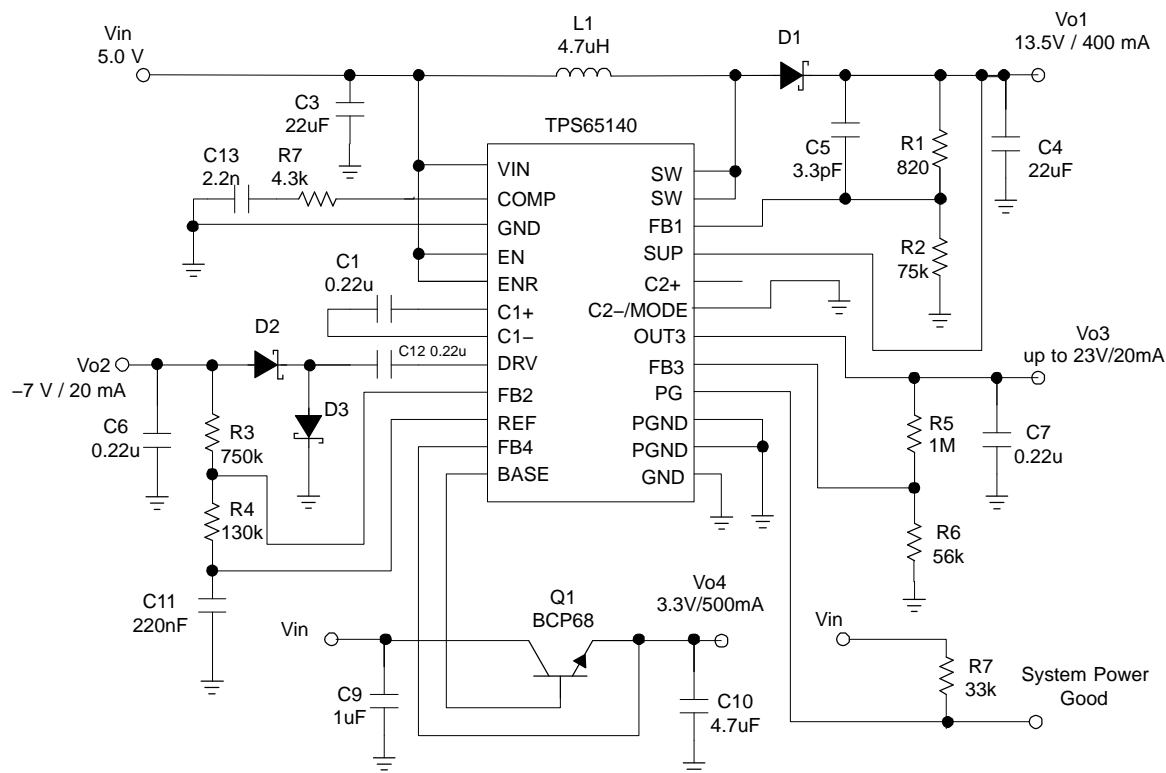 Vin
5.0 V
L1
4.7uH
D1
Vo1
13.5V / 400 mA
C3
22uF
TPS65140
C5
3.3pF
R1
820
C4
22uF
C13
2.2n
R7
4.3k
VIN
COMP
GND
EN
ENR
C1+
C1−
DRV
FB2
REF
FB4
BASE
SW
SW
FB1
SUP
C2+
C2−/MODE
OUT3
FB3
PG
PGND
PGND
GND
R2
75k
C1
0.22u
D2
C12 0.22u
Vo2
−7 V / 20 mA
D3
C6
0.22u
R3
750k
R4
130k
C11
220nF
Vo3
up to 23V/20mA
R5
1M
C7
0.22u
R6
56k
Vin
Q1
BCP68
Vo4
3.3V/500mA
C9
1uF
C10
4.7uF
Vin
R7
33k
System Power
Good